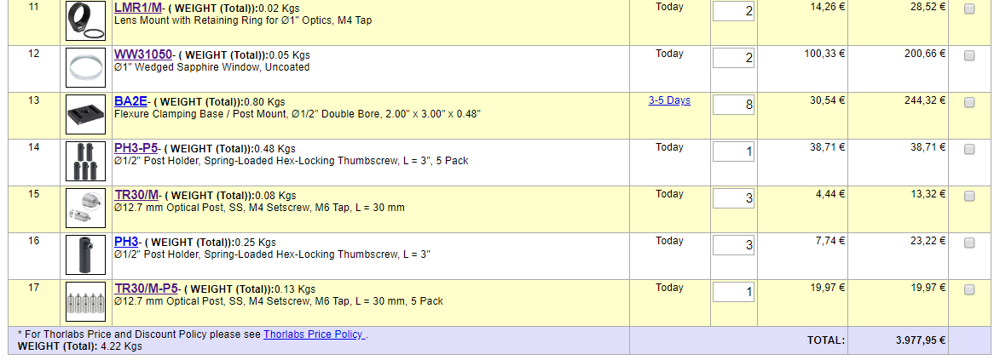 11 LMR1/M- ( WEIGHT (Total)):0.02 Kgs Today 2 14,26 € 28,52 €
Lens Mount with Retaining Ring for Ø1" Optics, M4 Tap
12 WW31050- ( WEIGHT (Total)):0.05 Kgs Today 2 100,33 € 200,66 €
Ø1" Wedged Sapphire Window, Uncoated
13 BA2E- ( WEIGHT (Total)):0.80 Kgs 3-5 Days 8 30,54 € 244,32 €
Flexure Clamping Base / Post Mount, Ø1/2" Double Bore, 2.00" x 3.00" x 0.48"
14 PH3-P5- ( WEIGHT (Total)):0.48 Kgs Today 1 38,71 € 38,71 €
Ø1/2" Post Holder, Spring-Loaded Hex-Locking Thumbscrew, L = 3", 5 Pack
15 TR30/M- ( WEIGHT (Total)):0.08 Kgs Today 3 4,44 € 13,32 €
Ø12.7 mm Optical Post, SS, M4 Setscrew, M6 Tap, L = 30 mm
16 PH3- ( WEIGHT (Total)):0.25 Kgs Today 3 7,74 € 23,22 €
Ø1/2" Post Holder, Spring-Loaded Hex-Locking Thumbscrew, L = 3"
17 TR30/M-P5- ( WEIGHT (Total)):0.13 Kgs Today 1 19,97 € 19,97 €
Ø12.7 mm Optical Post, SS, M4 Setscrew, M6 Tap, L = 30 mm, 5 Pack
* For Thorlabs Price and Discount Policy please see Thorlabs Price Policy .
WEIGHT (Total): 4.22 Kgs
TOTAL: 3.977,95 €